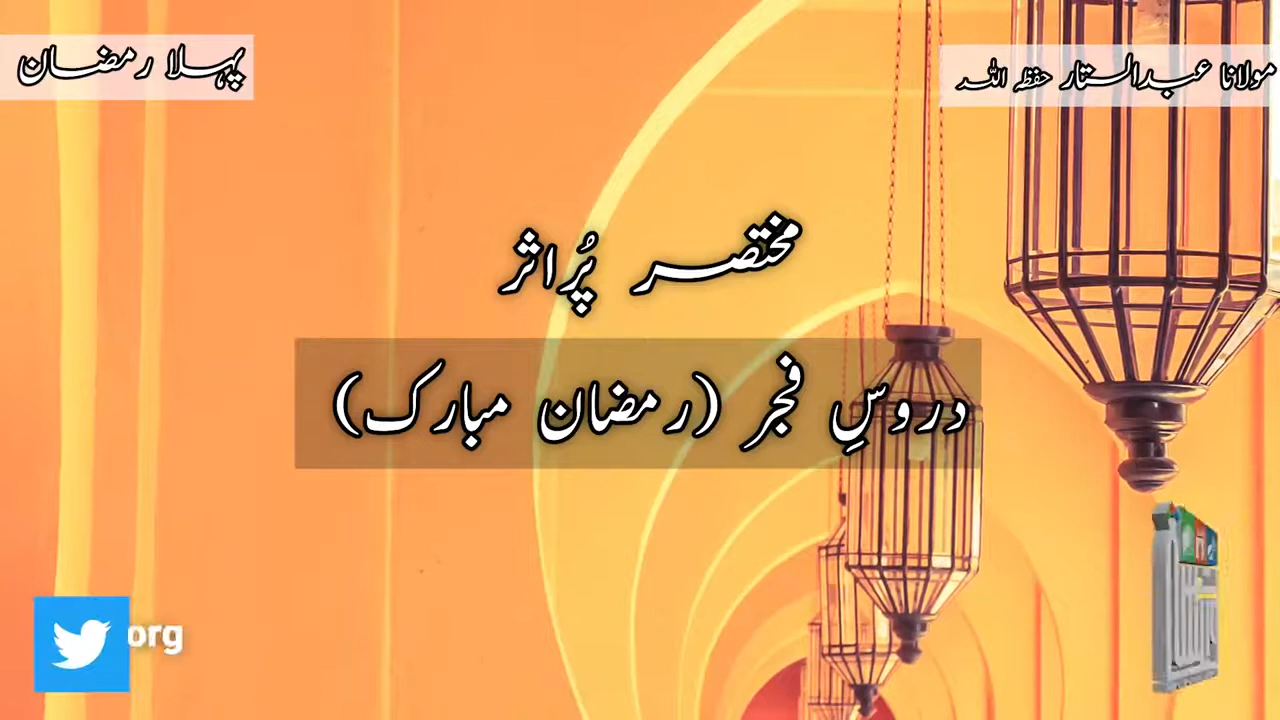 مولانا عبدالستار حفظہ اللہ
پہلا رمضان
مختصر پُراثر
دروسِ فجر (رمضان مبارک)
org